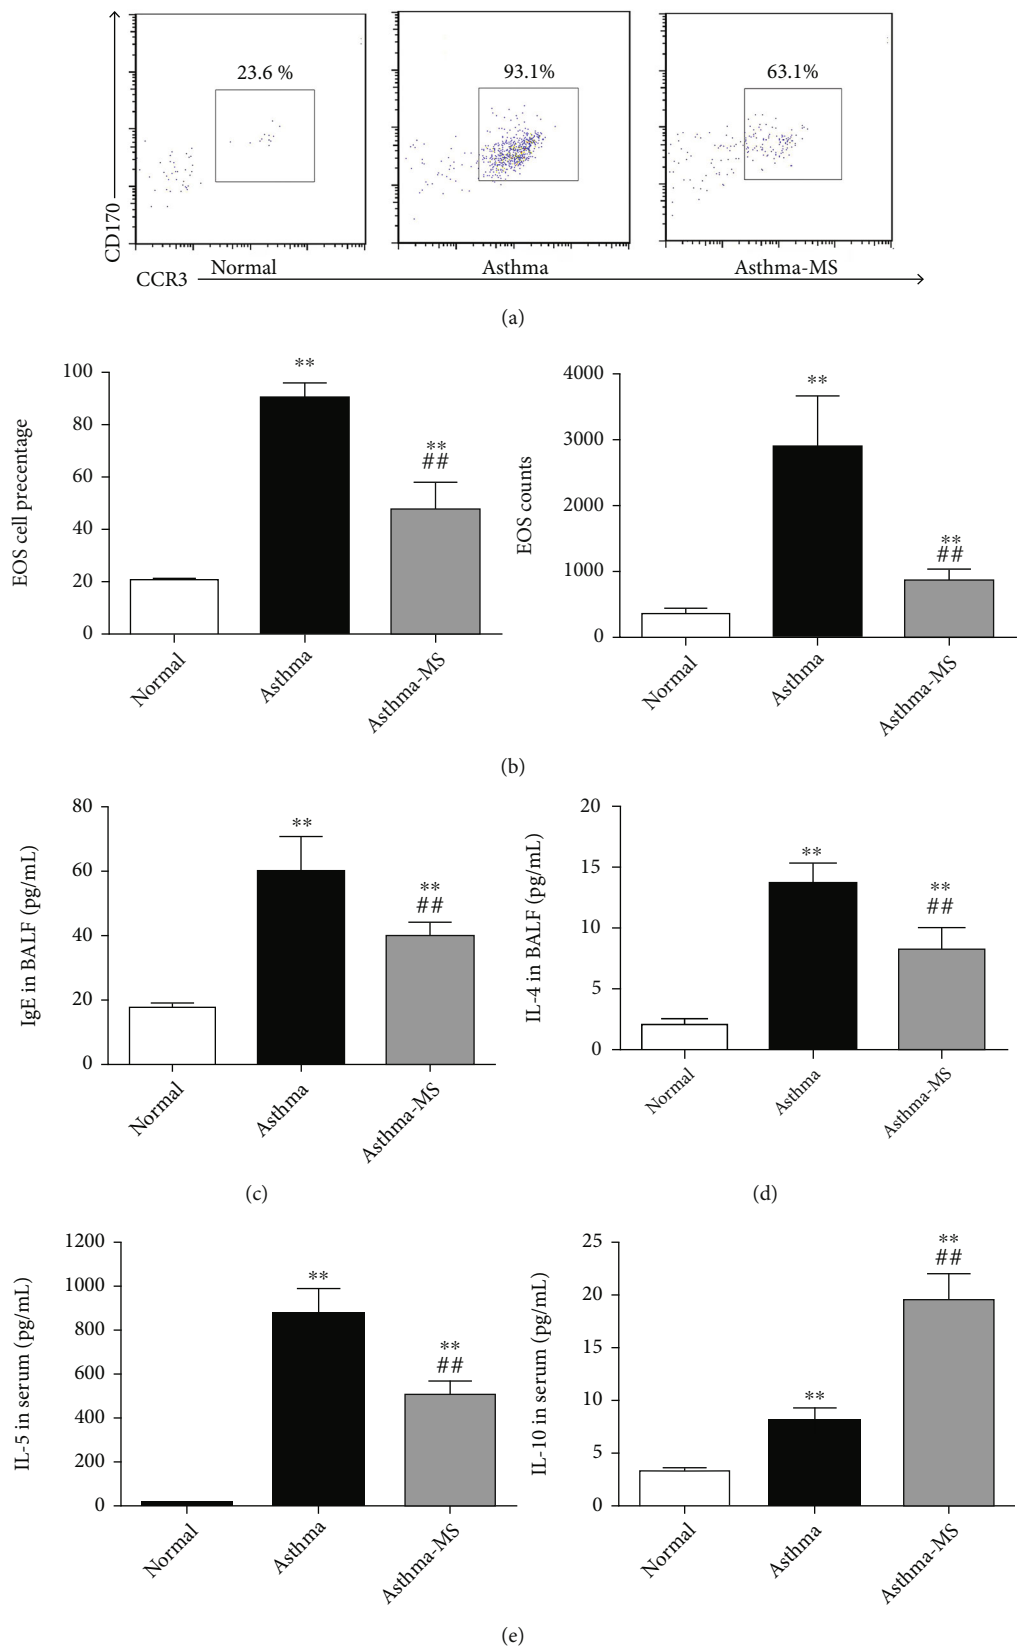 23.6 %
93.1%
63.1%
CD170
Normal
Asthma
Asthma-MS
CCR3
(a)
100
80
60
40
20
0
EOS cell precentage
**
**
##
Normal
Asthma
Asthma-MS
4000
3000
2000
1000
0
EOS counts
**
**
##
Normal
Asthma
Asthma-MS
(b)
80
60
40
20
0
IgE in BALF (pg/mL)
**
**
##
Normal
Asthma
Asthma-MS
(c)
20
15
10
5
0
IL-4 in BALF (pg/mL)
**
**
##
Normal
Asthma
Asthma-MS
(d)
1200
1000
800
600
400
200
0
IL-5 in serum (pg/mL)
**
**
##
Normal
Asthma
Asthma-MS
25
20
15
10
5
0
IL-10 in serum (pg/mL)
**
**
##
Normal
Asthma
Asthma-MS
(e)